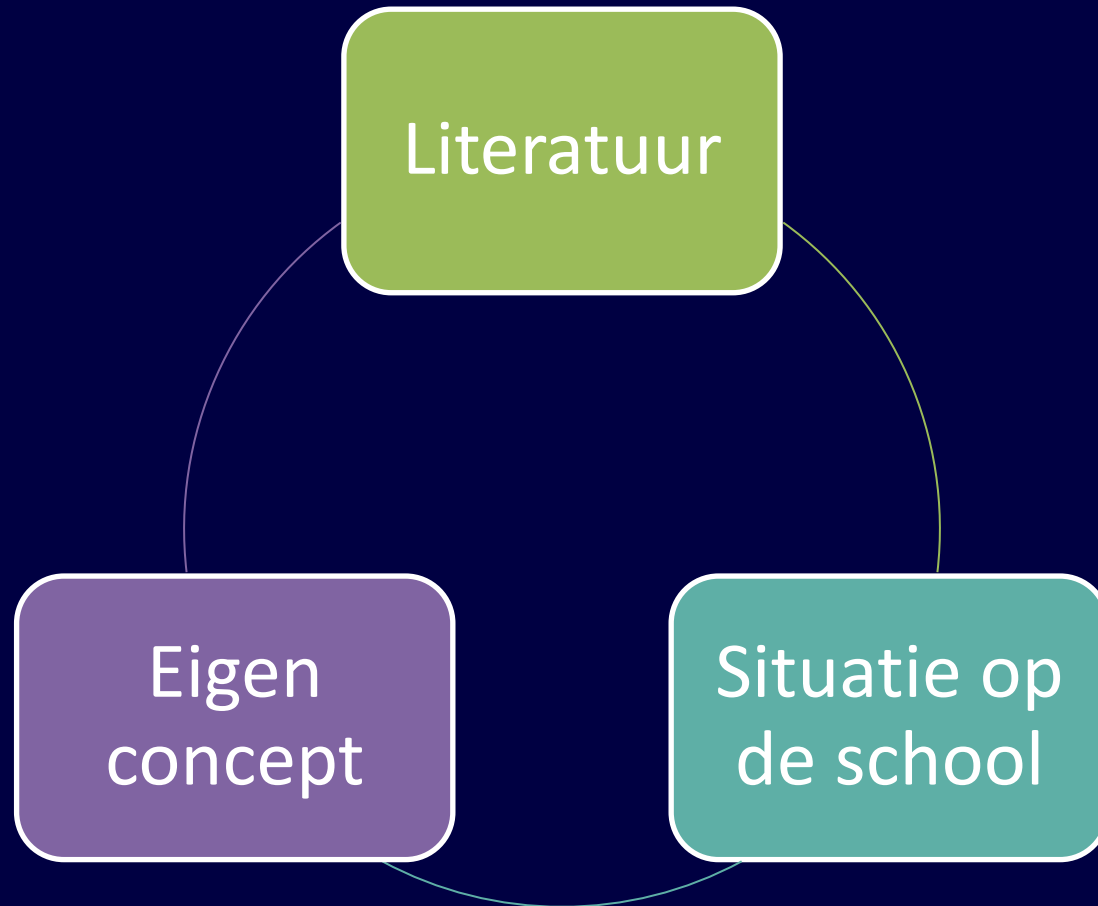 Literatuur
Eigen
concept
Situatie op
de school